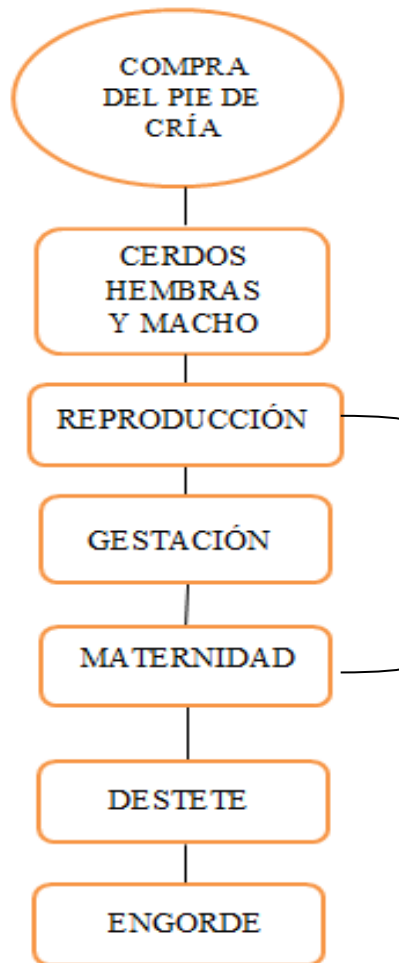 COMPRA
DEL PIE DE
CRÍA
CERDOS
HEMBRAS
Y MACHO
REPRODUCCIÓN
GESTACIÓN
MATERNIDAD
DESTETE
ENGORDE